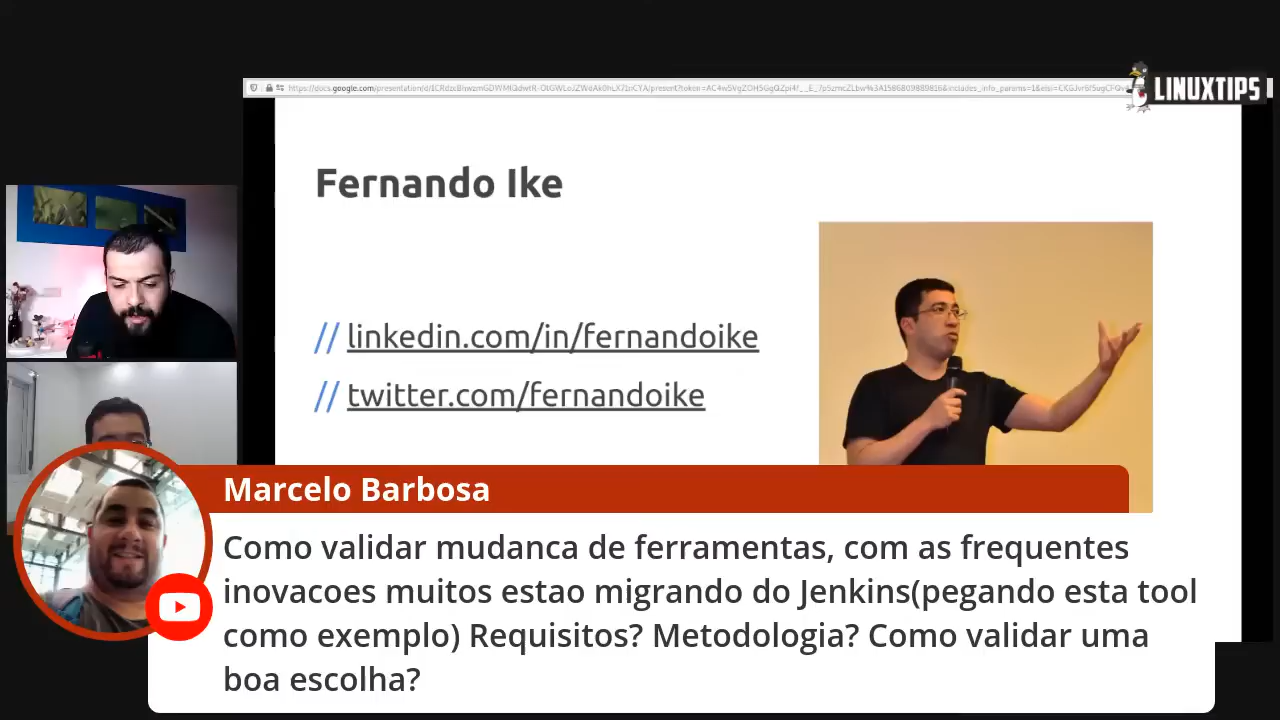 LINUXTIPS
Fernando Ike
// linkedin.com/in/fernandoike
// twitter.com/fernandoike
Marcelo Barbosa
Como validar mudanca de ferramentas, com as frequentes
inovacoes muitos estao migrando do Jenkins(pegando esta tool
como exemplo) Requisitos? Metodologia? Como validar uma
boa escolha?